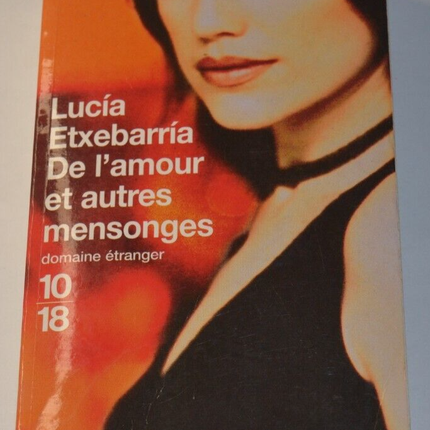 Lucía
Etxebarría
De l'amour
et autres
mensonges
domaine étranger
10
18